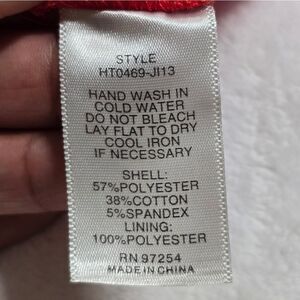 STYLE
HT0469-JI13
HAND WASH IN
COLD WATER
DO NOT BLEACH
LAY FLAT TO DRY
COOL IRON
IF NECESSARY
SHELL:
57%POLYESTER
38%COTTON
5%SPANDEX
LINING:
100%POLYESTER
RN 97254
MADE IN CHINA